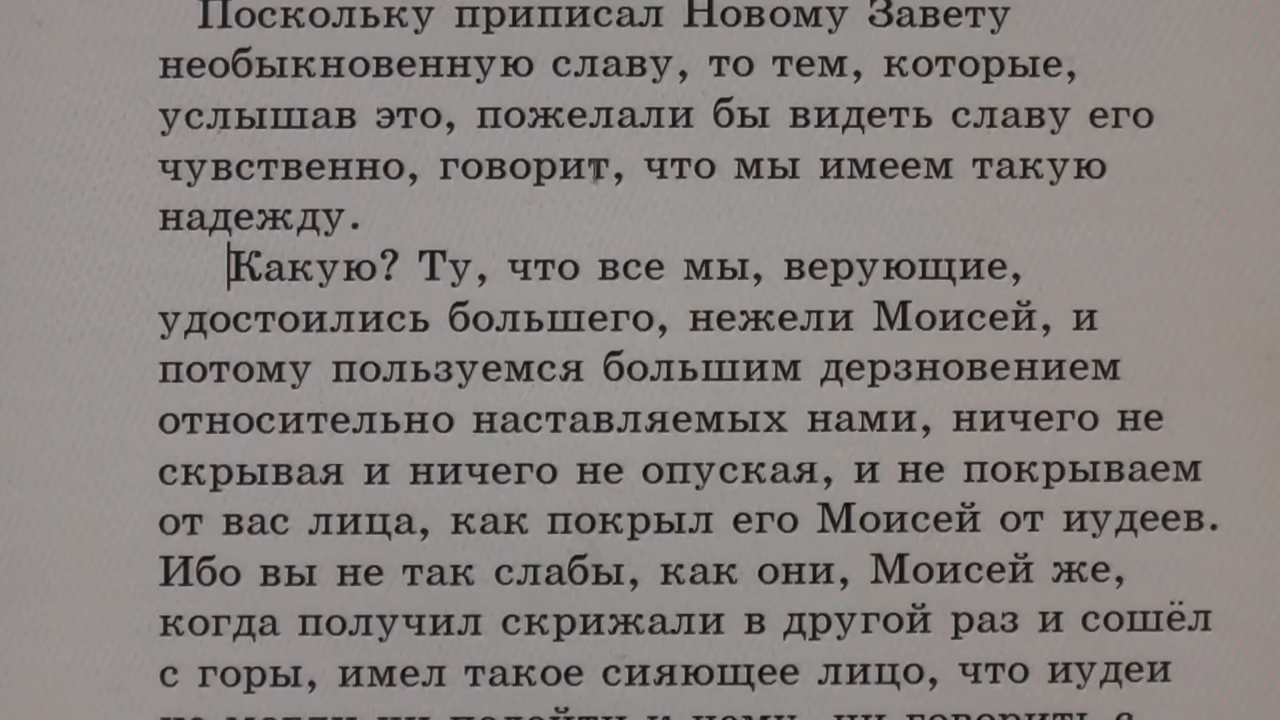 Поскольку приписал Новому Завету
необыкновенную славу, то тем, которые,
услышав это, пожелали бы видеть славу его
чувственно, говорит, что мы имеем такую
надежду.
Какую? Ту, что все мы, верующие,
удостоились большего, нежели Моисей, и
потому пользуемся большим дерзновением
относительно наставляемых нами, ничего не
скрывая и ничего не опуская, и не покрываем
от вас лица, как покрыл его Моисей от иудеев.
Ибо вы не так слабы, как они, Моисей же,
когда получил скрижали в другой раз и сошёл
с горы, имел такое сияющее лицо, что иудеи